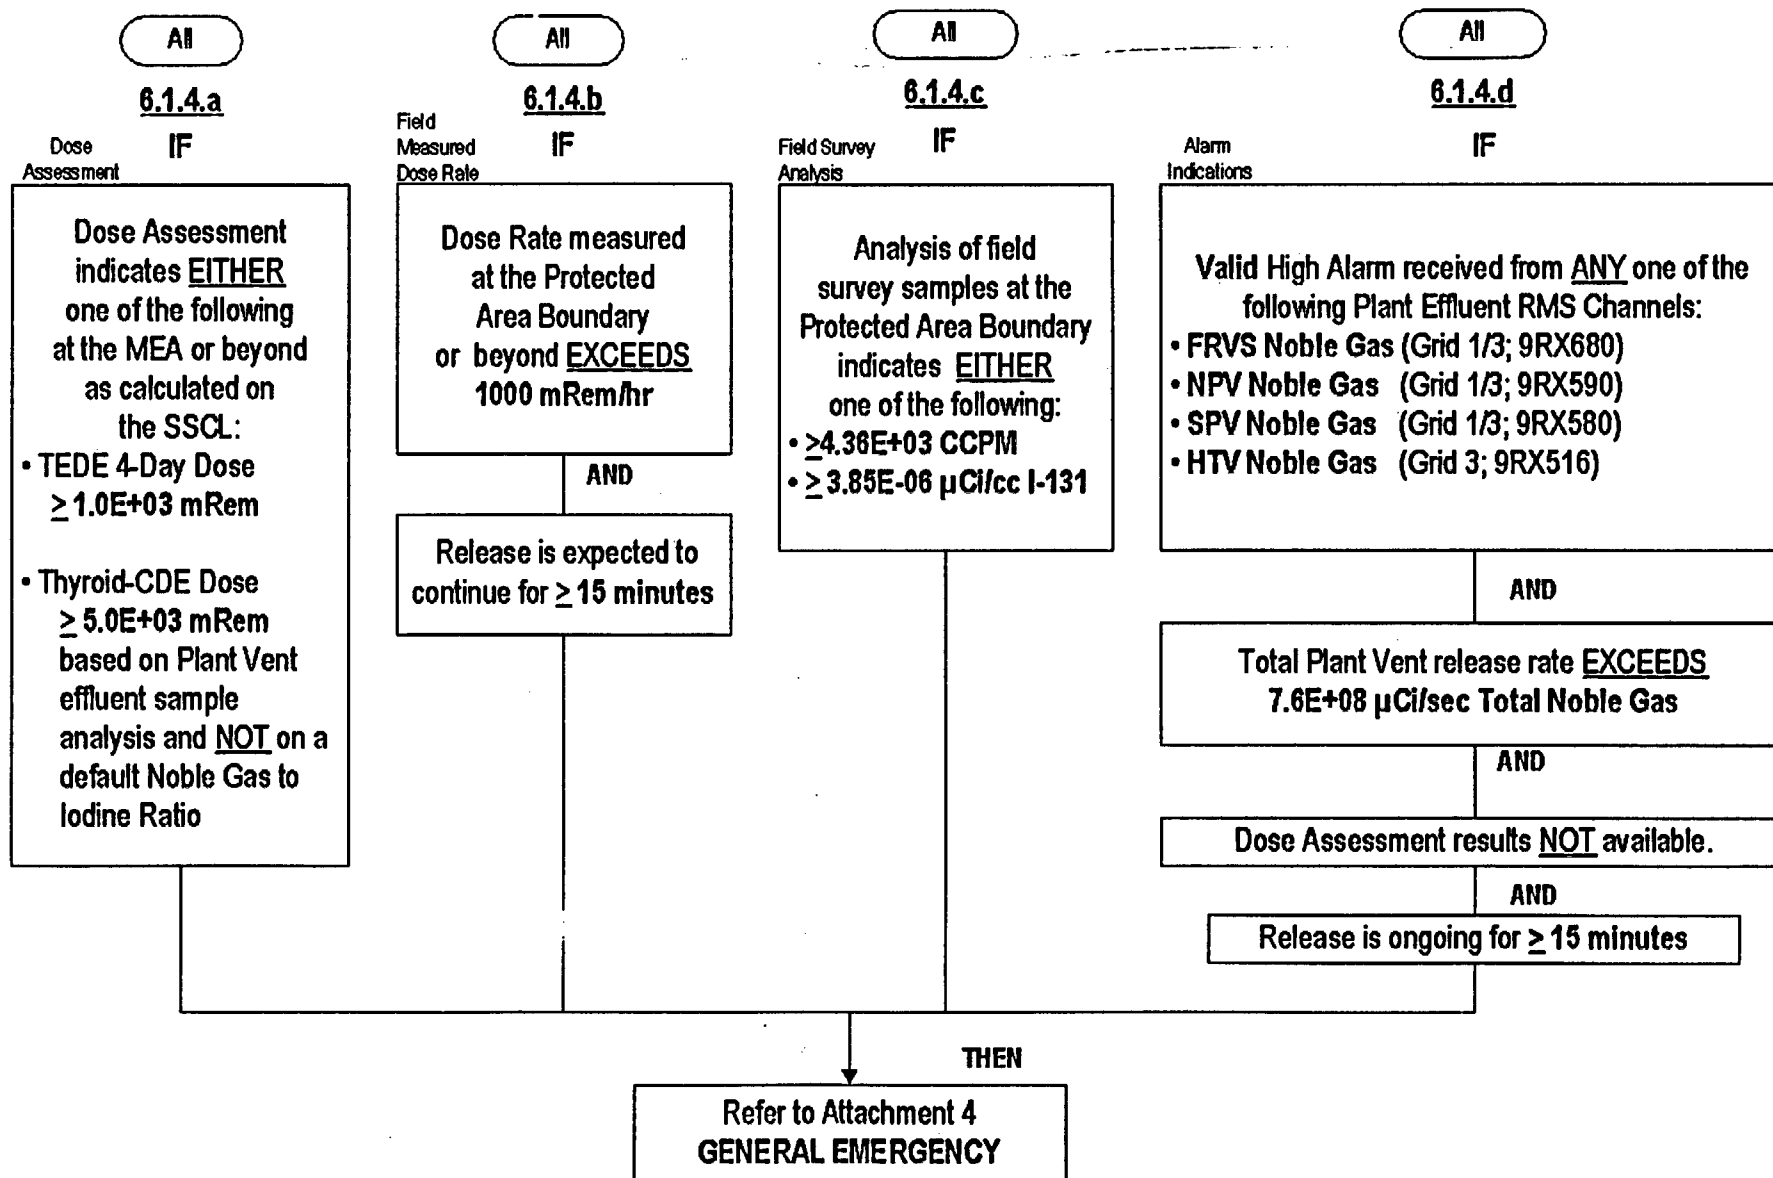 All
6.1.4.a
IF
Dose
Assessment
Dose Assessment
indicates EITHER
one of the following
at the MEA or beyond
as calculated on
the SSCL:
• TEDE 4-Day Dose
≥ 1.0E+03 mRem
• Thyroid-CDE Dose
≥ 5.0E+03 mRem
based on Plant Vent
effluent sample
analysis and NOT on a
default Noble Gas to
Iodine Ratio
All
6.1.4.b
IF
Field
Measured
Dose Rate
Dose Rate measured
at the Protected
Area Boundary
or beyond EXCEEDS
1000 mRem/hr
AND
Release is expected to
continue for ≥ 15 minutes
All
6.1.4.c
IF
Field Survey
Analysis
Analysis of field
survey samples at the
Protected Area Boundary
indicates EITHER
one of the following:
• ≥4.36E+03 CCPM
• ≥ 3.85E-06 µCi/cc I-131
All
6.1.4.d
IF
Alarm
Indications
Valid High Alarm received from ANY one of the
following Plant Effluent RMS Channels:
• FRVS Noble Gas (Grid 1/3; 9RX680)
• NPV Noble Gas (Grid 1/3; 9RX590)
• SPV Noble Gas (Grid 1/3; 9RX580)
• HTV Noble Gas (Grid 3; 9RX516)
AND
Total Plant Vent release rate EXCEEDS
7.6E+08 µCi/sec Total Noble Gas
AND
Dose Assessment results NOT available.
AND
Release is ongoing for ≥ 15 minutes
THEN
Refer to Attachment 4
GENERAL EMERGENCY